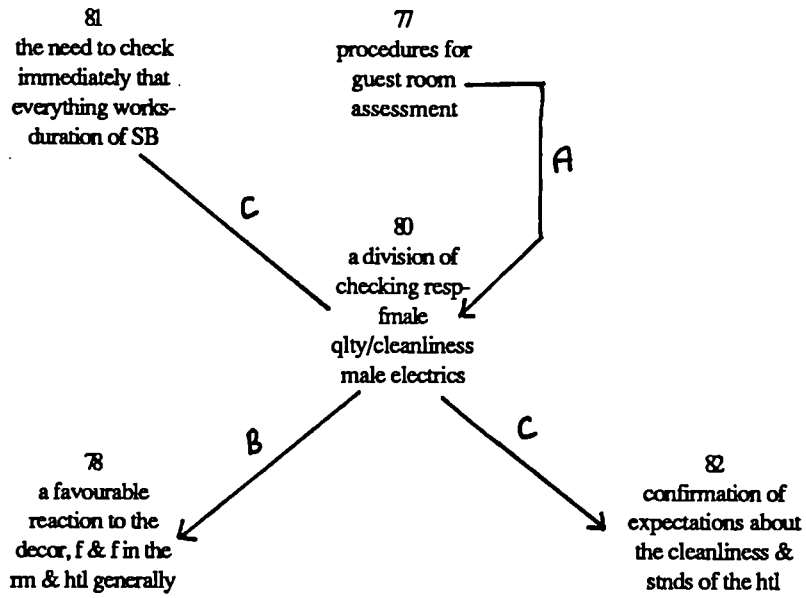 81
the need to check
immediately that
everything works-
duration of SB
77
procedures for
guest room
assessment
A
C
80
a division of
checking resp-
fmale
qlty/cleanliness
male electrics
B
C
78
a favourable
reaction to the
decor, f & f in the
rm & htl generally
82
confirmation of
expectations about
the cleanliness &
stnds of the htl